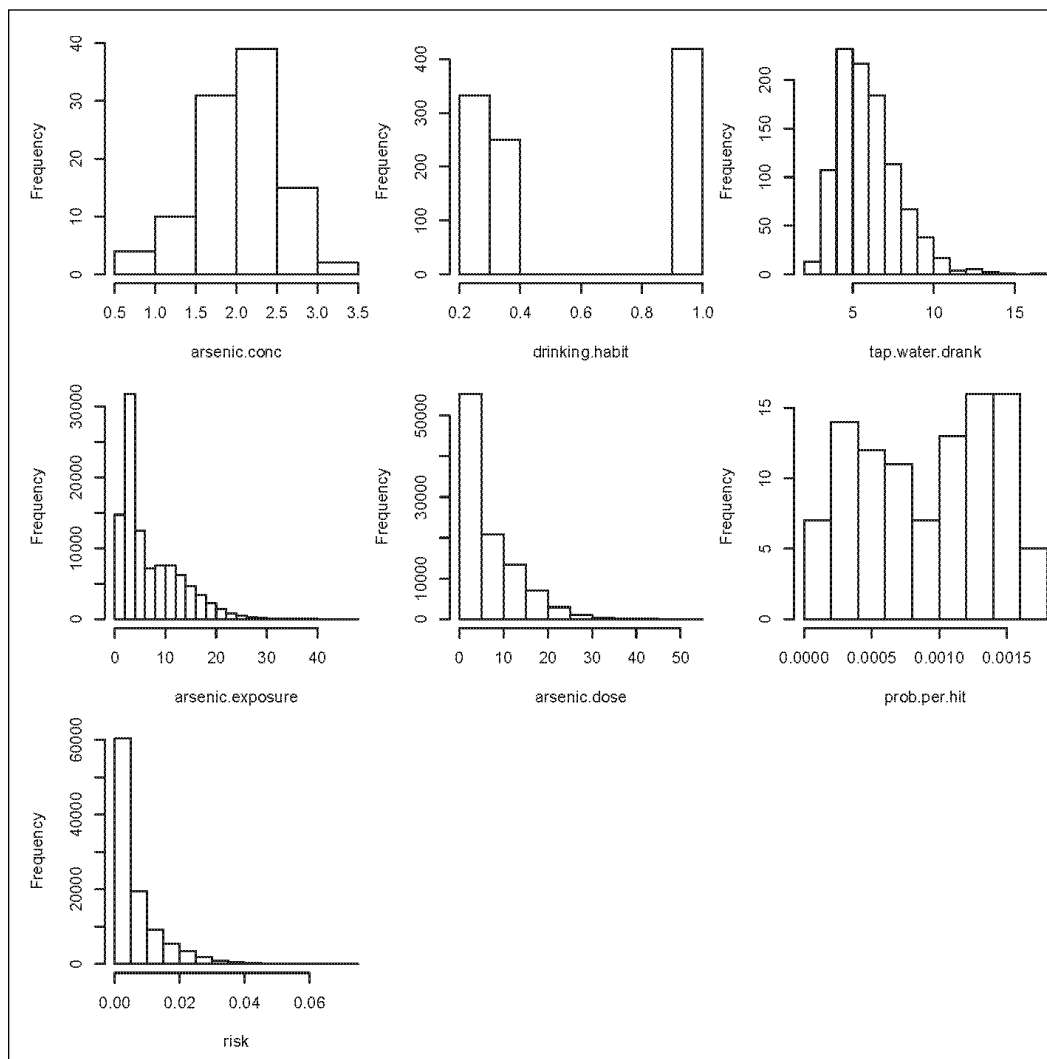 Frequency
0 10 20 30 40
0.5 1.0 1.5 2.0 2.5 3.0 3.5
arsenic.conc
Frequency
0 100 200 300 400
0.2 0.4 0.6 0.8 1.0
drinking.habit
Frequency
0 50 100 150 200
5 10 15
tap.water.drank
Frequency
0 10000 20000 30000
0 10 20 30 40
arsenic.exposure
Frequency
0 10000 30000 50000
0 10 20 30 40 50
arsenic.dose
Frequency
0 5 10 15
0.0000 0.0005 0.0010 0.0015
prob.per.hit
Frequency
0 20000 40000 60000
0.00 0.02 0.04 0.06
risk